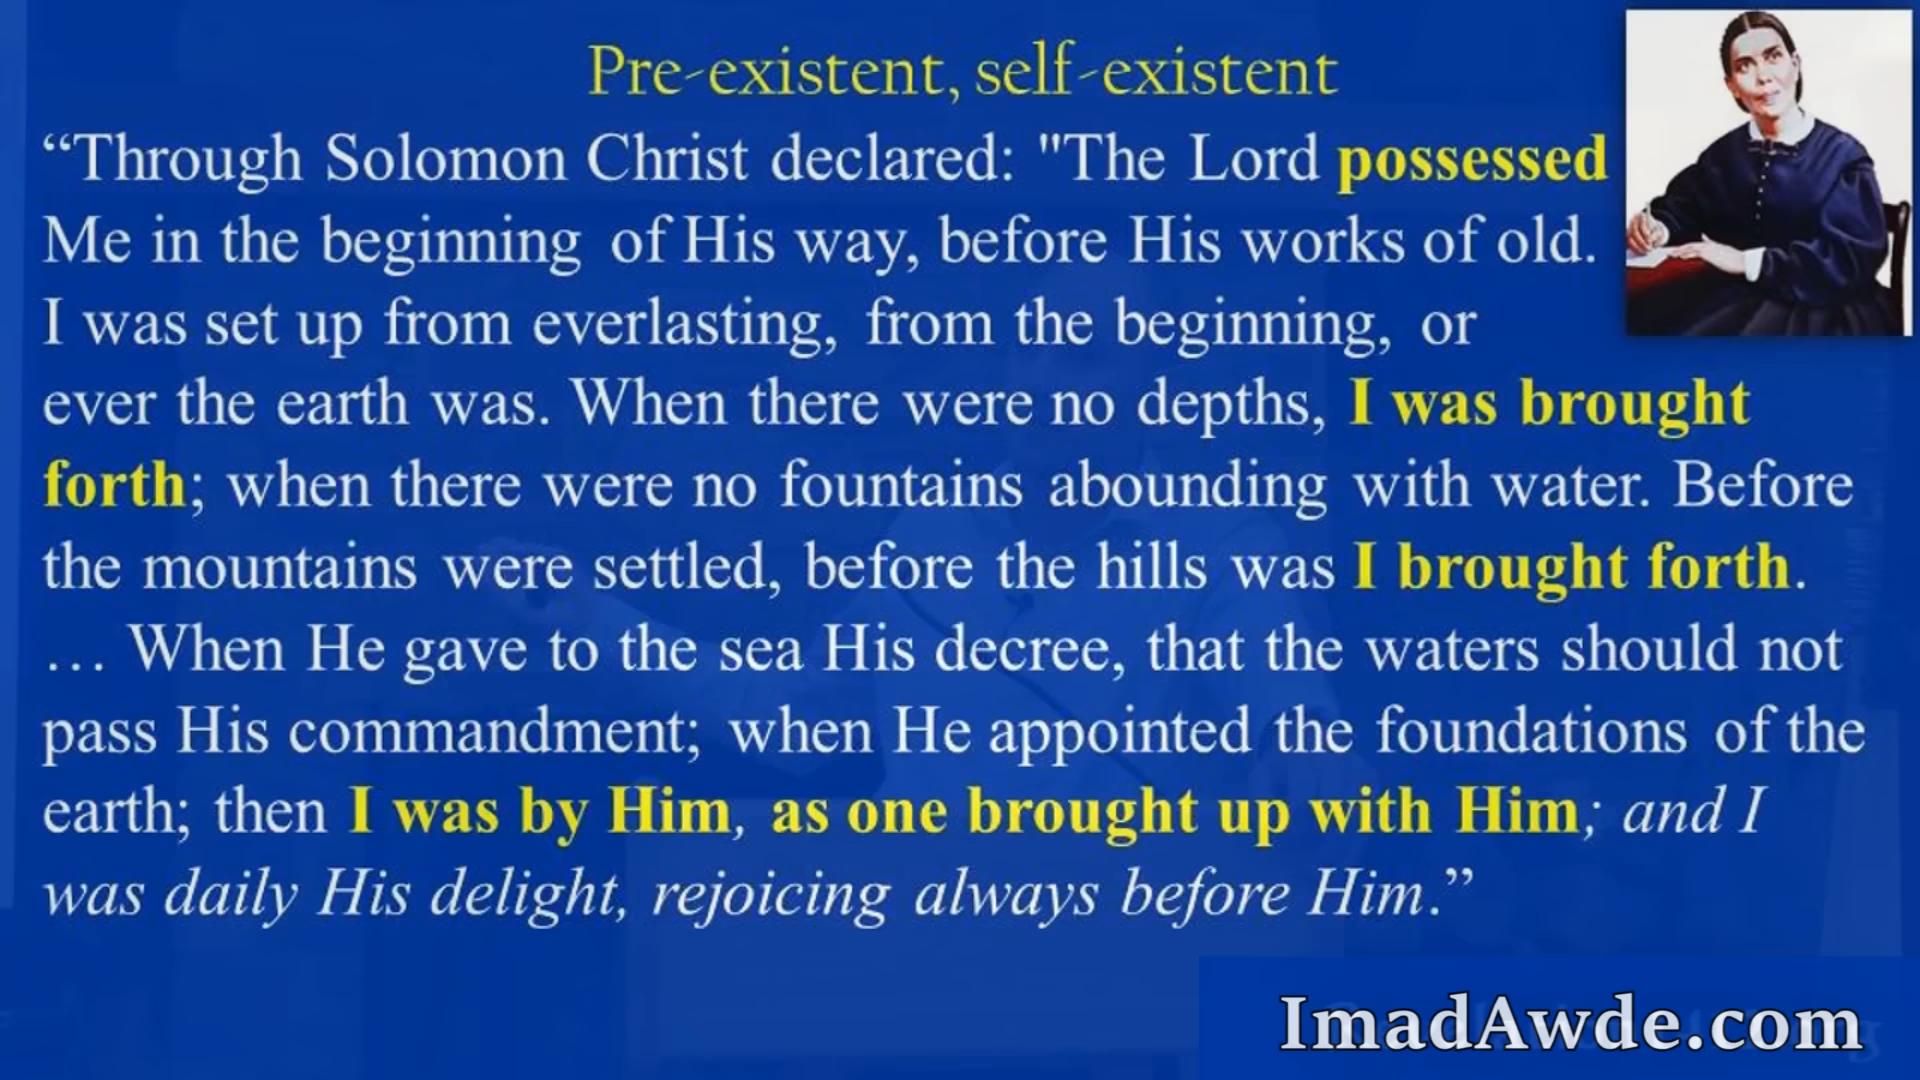 Pre-existent, self-existent
“Through Solomon Christ declared: "The Lord possessed
Me in the beginning of His way, before His works of old.
I was set up from everlasting, from the beginning, or
ever the earth was. When there were no depths, I was brought
forth; when there were no fountains abounding with water. Before
the mountains were settled, before the hills was I brought forth.
… When He gave to the sea His decree, that the waters should not
pass His commandment; when He appointed the foundations of the
earth; then I was by Him, as one brought up with Him; and I
was daily His delight, rejoicing always before Him.”
ImadAwde.com